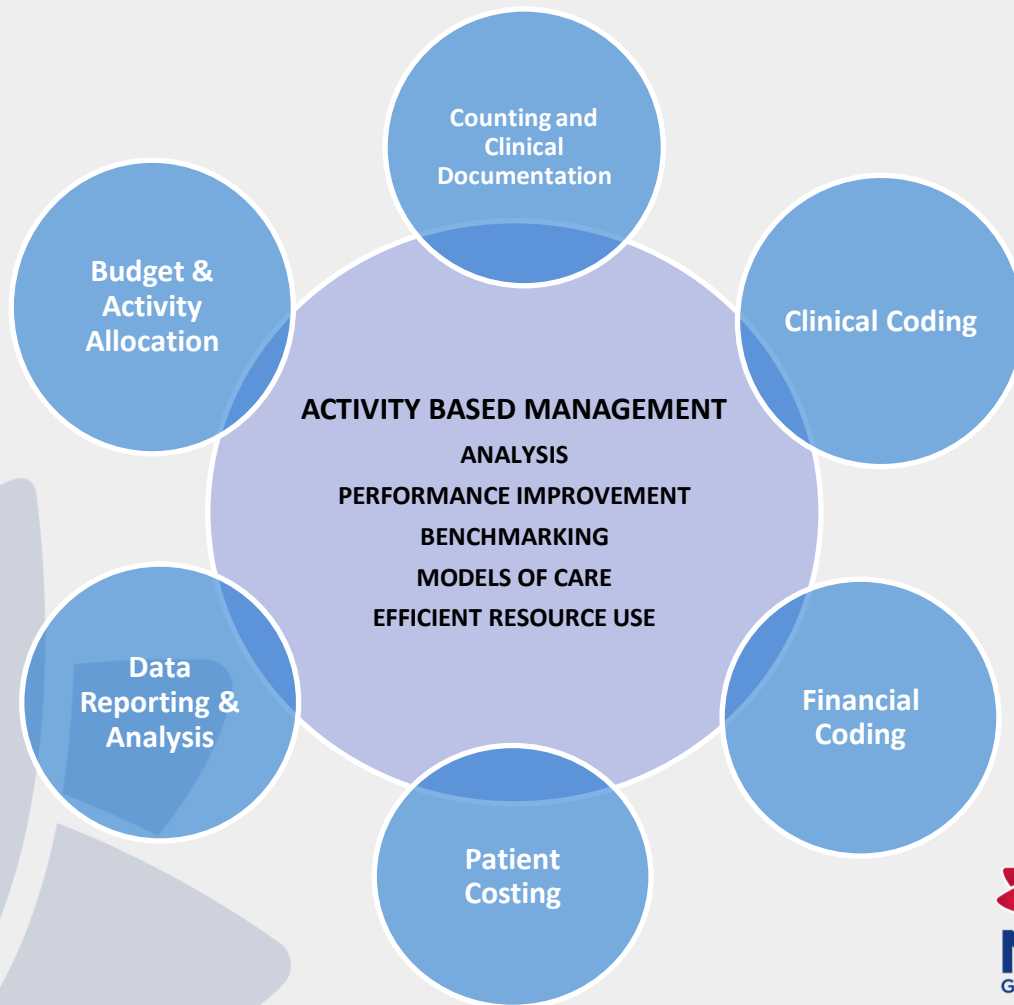 Counting and
Clinical
Documentation
Budget &
Activity
Allocation
Clinical Coding
ACTIVITY BASED MANAGEMENT
ANALYSIS
PERFORMANCE IMPROVEMENT
BENCHMARKING
MODELS OF CARE
EFFICIENT RESOURCE USE
Data
Reporting &
Analysis
Financial
Coding
Patient
Costing